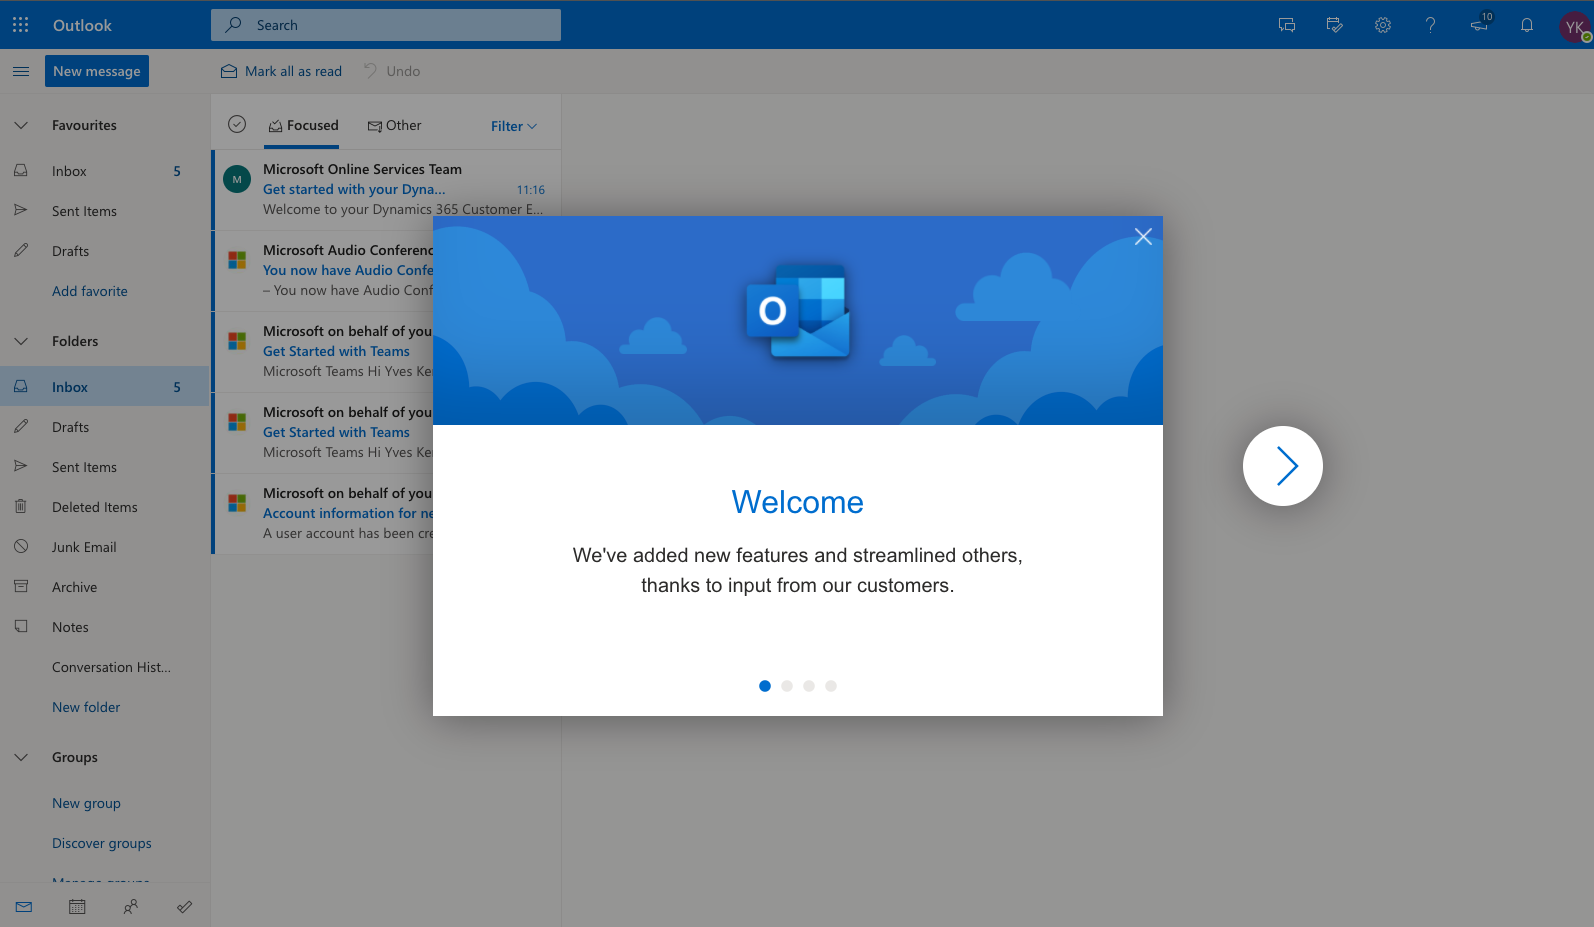 Outlook
Search
10
YK
New message
Mark all as read
Undo
Favourites
Inbox 5
Sent Items
Drafts
Add favorite
Folders
Inbox 5
Drafts
Sent Items
Deleted Items
Junk Email
Archive
Notes
Conversation Hist...
New folder
Groups
New group
Discover groups
Manage groups
Focused
Other
Filter
M
Microsoft Online Services Team
Get started with your Dyna... 11:16
Welcome to your Dynamics 365 Customer E...
Microsoft Audio Conferenc
You now have Audio Confe
– You now have Audio Conf
Microsoft on behalf of you
Get Started with Teams
Microsoft Teams Hi Yves Ke
Microsoft on behalf of you
Get Started with Teams
Microsoft Teams Hi Yves Ke
Microsoft on behalf of you
Account information for ne
A user account has been cre
O
Welcome
We've added new features and streamlined others,
thanks to input from our customers.